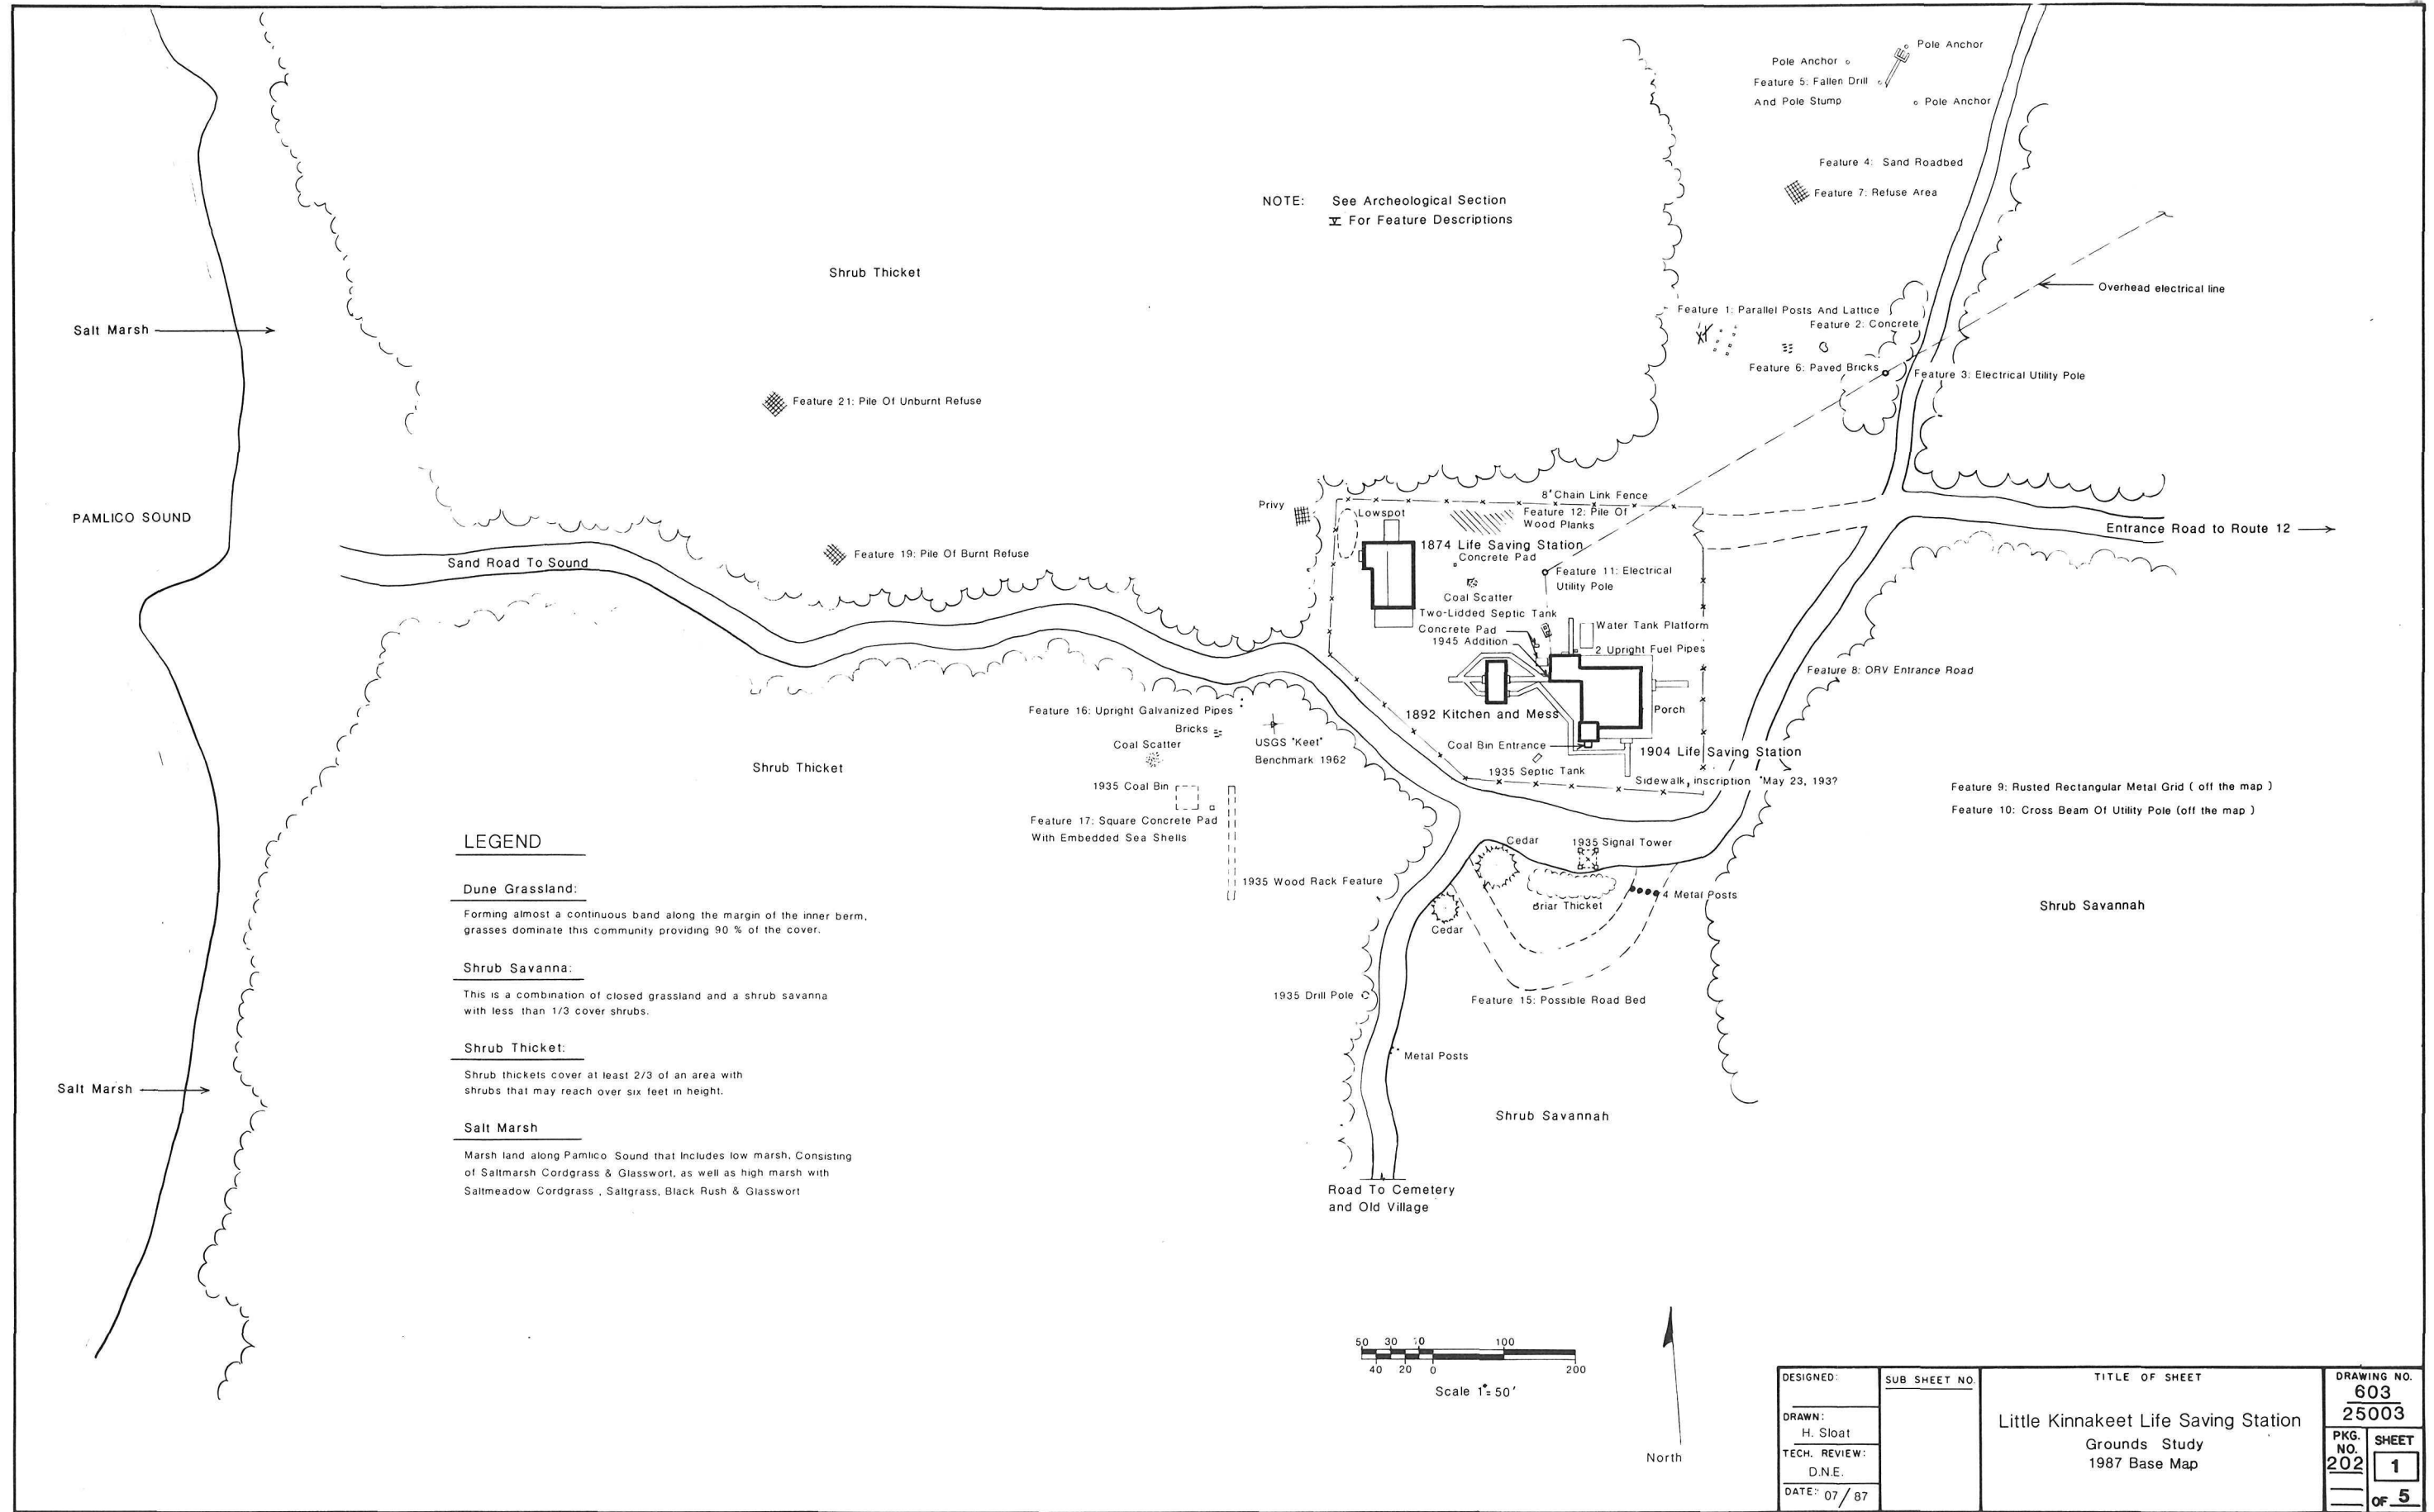 Pole Anchor
Pole Anchor
Feature 5: Fallen Drill
And Pole Stump
Pole Anchor
Feature 4: Sand Roadbed
Feature 7: Refuse Area
NOTE: See Archeological Section
V For Feature Descriptions
Shrub Thicket
Overhead electrical line
Feature 1: Parallel Posts And Lattice
Feature 2: Concrete
Salt Marsh
Feature 6: Paved Bricks
Feature 3: Electrical Utility Pole
Feature 21: Pile Of Unburnt Refuse
8' Chain Link Fence
Privy
Lowspot
Feature 12: Pile Of
Wood Planks
PAMLICO SOUND
Entrance Road to Route 12
1874 Life Saving Station
Concrete Pad
Feature 19: Pile Of Burnt Refuse
Sand Road To Sound
Feature 11: Electrical
Utility Pole
Coal Scatter
Two-Lidded Septic Tank
Water Tank Platform
Concrete Pad
1945 Addition
2 Upright Fuel Pipes
Feature 8: ORV Entrance Road
Feature 16: Upright Galvanized Pipes
1892 Kitchen and Mess
Porch
Bricks
Coal Scatter
USGS "Keet"
Benchmark 1962
Coal Bin Entrance
1904 Life Saving Station
Shrub Thicket
1935 Septic Tank
Sidewalk, inscription "May 23, 193?
1935 Coal Bin
Feature 9: Rusted Rectangular Metal Grid ( off the map )
Feature 10: Cross Beam Of Utility Pole (off the map )
Feature 17: Square Concrete Pad
With Embedded Sea Shells
Cedar
1935 Signal Tower
1935 Wood Rack Feature
4 Metal Posts
Briar Thicket
Shrub Savannah
Cedar
1935 Drill Pole
Feature 15: Possible Road Bed
Metal Posts
Salt Marsh
Shrub Savannah
Road To Cemetery
and Old Village
LEGEND
Dune Grassland:
Forming almost a continuous band along the margin of the inner berm,
grasses dominate this community providing 90 % of the cover.
Shrub Savanna:
This is a combination of closed grassland and a shrub savanna
with less than 1/3 cover shrubs.
Shrub Thicket:
Shrub thickets cover at least 2/3 of an area with
shrubs that may reach over six feet in height.
Salt Marsh
Marsh land along Pamlico Sound that Includes low marsh, Consisting
of Saltmarsh Cordgrass & Glasswort, as well as high marsh with
Saltmeadow Cordgrass , Saltgrass, Black Rush & Glasswort
50 30 10 100
40 20 0 200
Scale 1"= 50'
North
DESIGNED:
DRAWN:
H. Sloat
TECH. REVIEW:
D.N.E.
DATE: 07/87
SUB SHEET NO.
TITLE OF SHEET
Little Kinnakeet Life Saving Station
Grounds Study
1987 Base Map
DRAWING NO.
603
25003
PKG.
NO.
202
SHEET
1
OF 5